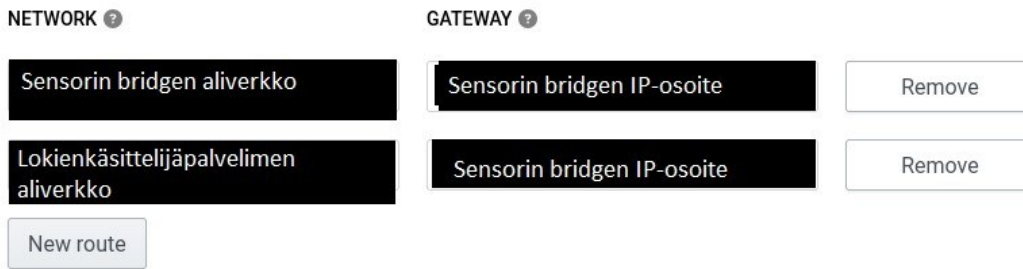 NETWORK ?
GATEWAY ?
Sensorin bridgen aliverkko
Sensorin bridgen IP-osoite
Remove
Lokienkäsittelijäpalvelimen
aliverkko
Sensorin bridgen IP-osoite
Remove
New route